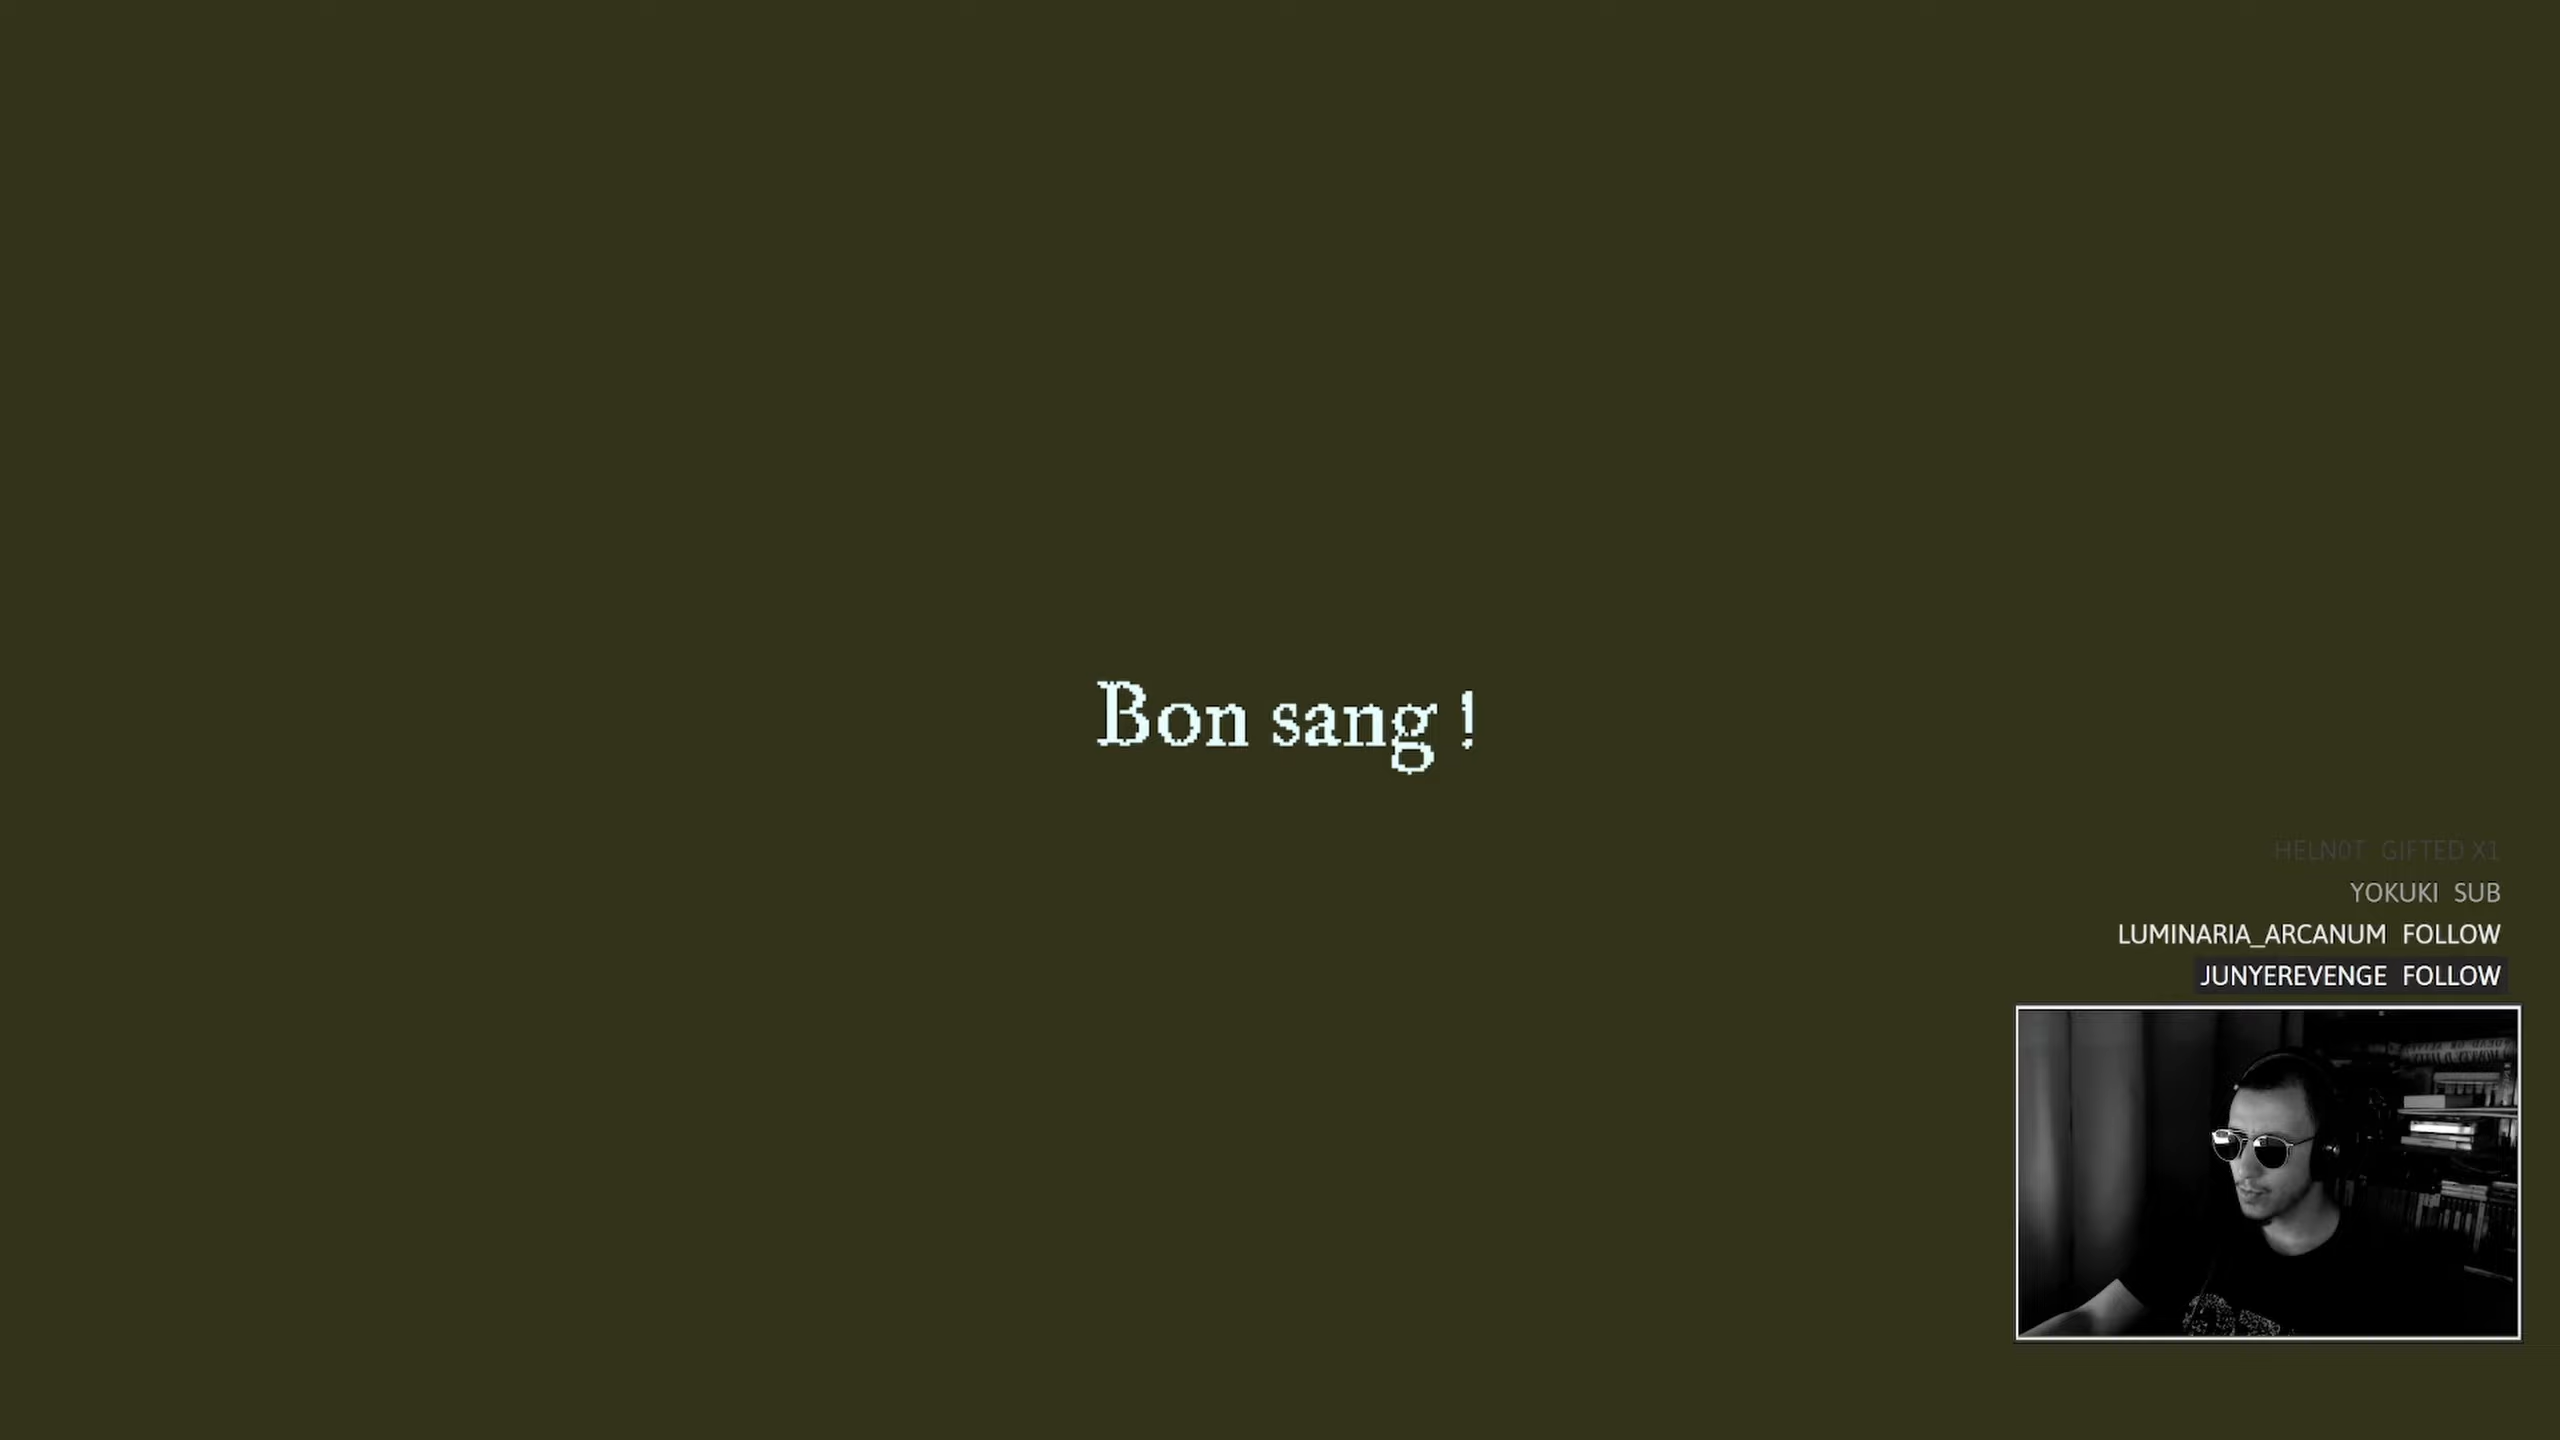 Bon sang !
HELN0T GIFTED X1
YOKUKI SUB
LUMINARIA_ARCANUM FOLLOW
JUNYEREVENGE FOLLOW